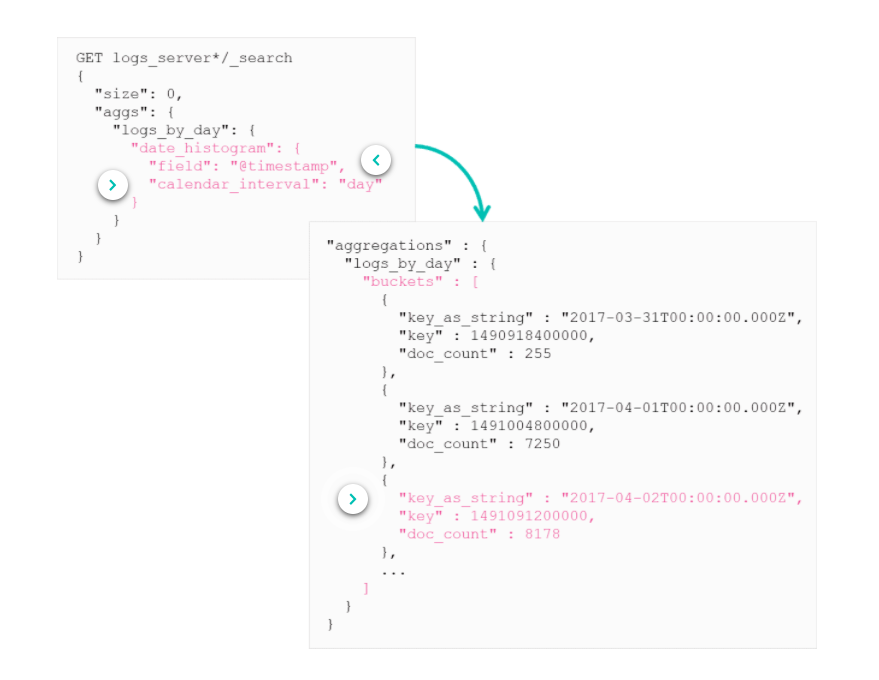 GET logs_server*/_search
{
  "size": 0,
  "aggs": {
    "logs_by_day": {
      "date_histogram": {
        "field": "@timestamp",
        "calendar_interval": "day"
      }
    }
  }
}
"aggregations" : {
  "logs_by_day" : {
    "buckets" : [
      {
        "key_as_string" : "2017-03-31T00:00:00.000Z",
        "key" : 1490918400000,
        "doc_count" : 255
      },
      {
        "key_as_string" : "2017-04-01T00:00:00.000Z",
        "key" : 1491004800000,
        "doc_count" : 7250
      },
      {
        "key_as_string" : "2017-04-02T00:00:00.000Z",
        "key" : 1491091200000,
        "doc_count" : 8178
      },
      ...
    ]
  }
}